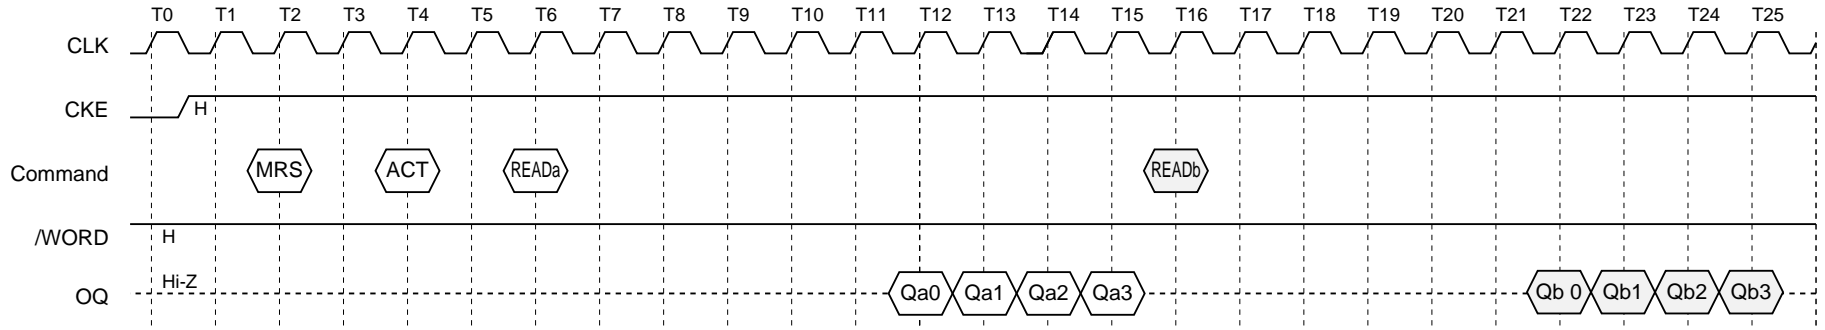 T0 T1 T2 T3 T4 T5 T6 T7 T8 T9 T10 T11 T12 T13 T14 T15 T16 T17 T18 T19 T20 T21 T22 T23 T24 T25
CLK
CKE H
Command MRS ACT READa READb
/WORD H
Hi-Z
OQ Qa0 Qa1 Qa2 Qa3 Qb 0 Qb1 Qb2 Qb3